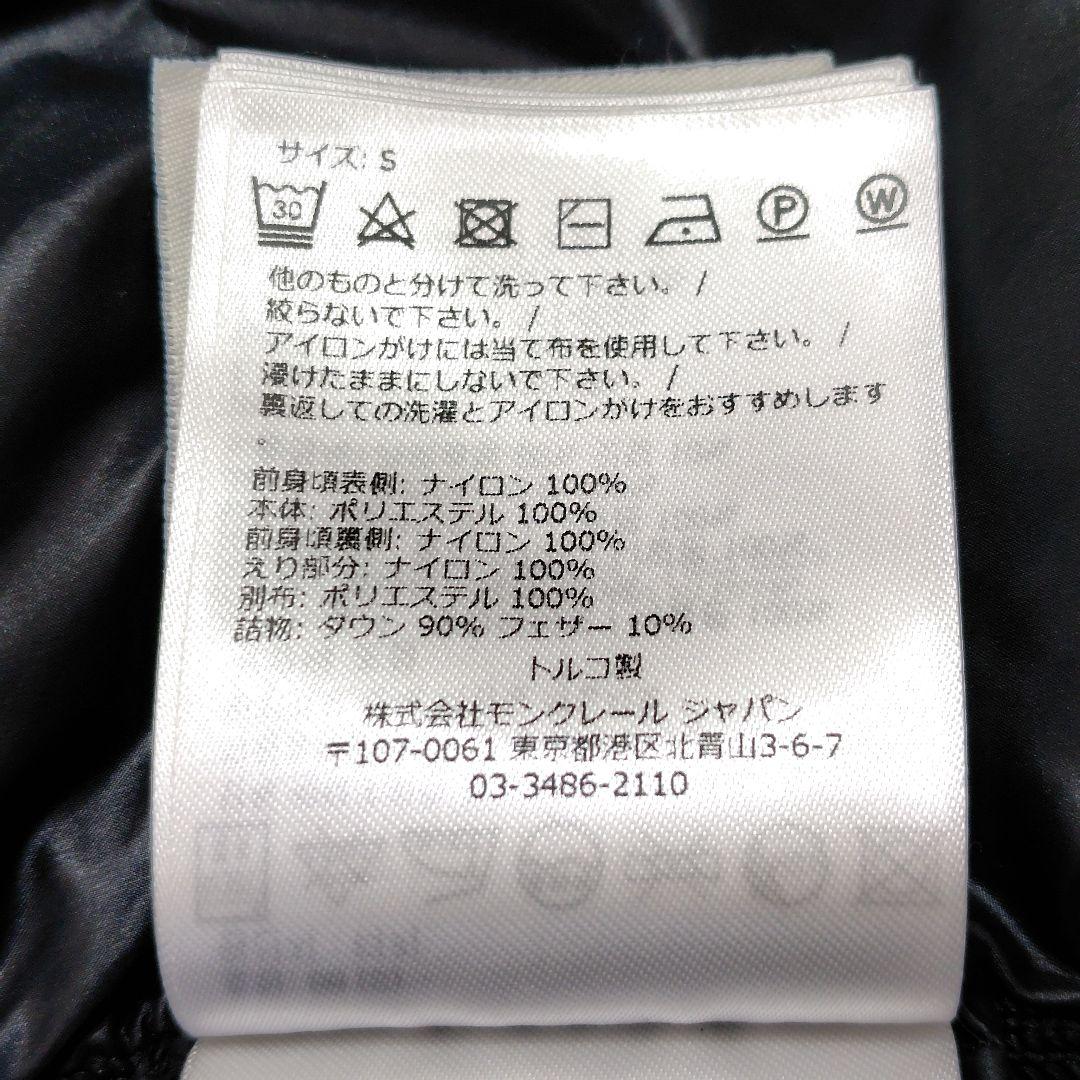 サイズ: S
30
P W
他のものと分けて洗って下さい。 /
絞らないで下さい。 /
アイロンがけには当て布を使用して下さい。 /
浸けたままにしないで下さい。 /
裏返しての洗濯とアイロンがけをおすすめします
。
前身頃表側: ナイロン 100%
本体: ポリエステル 100%
前身頃裏側: ナイロン 100%
えり部分: ナイロン 100%
別布: ポリエステル 100%
詰物: ダウン 90% フェザー 10%
トルコ製
株式会社モンクレール ジャパン
〒107-0061 東京都港区北青山3-6-7
03-3486-2110